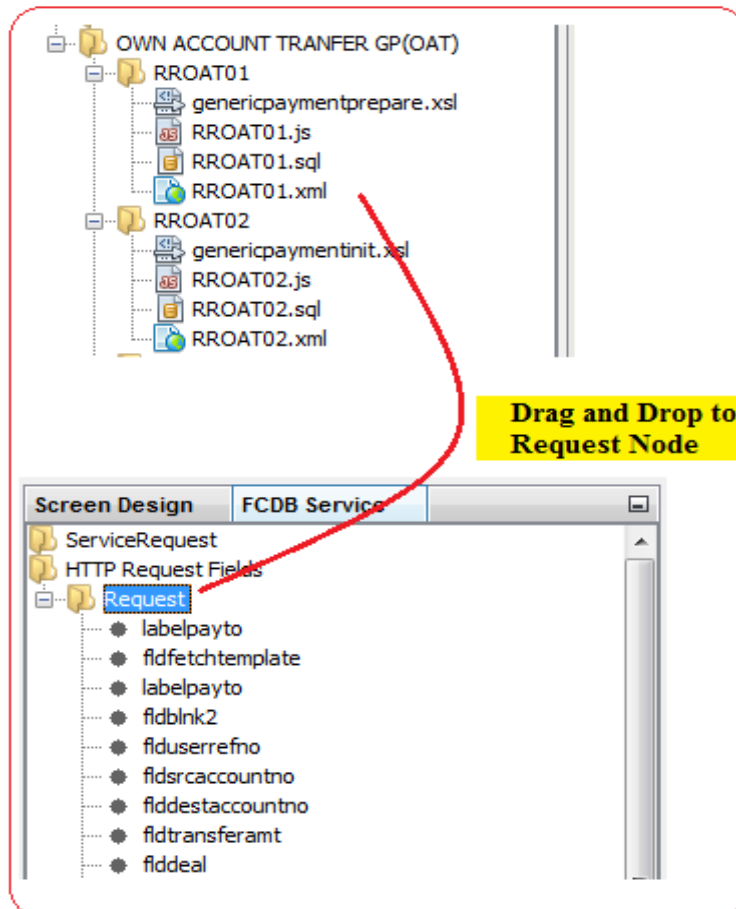 OWN ACCOUNT TRANFER GP(OAT)
RROAT01
genericpaymentprepare.xsl
RROAT01.js
RROAT01.sql
RROAT01.xml
RROAT02
genericpaymentinit.xsl
RROAT02.js
RROAT02.sql
RROAT02.xml
Drag and Drop to
Request Node
Screen Design FCDB Service
ServiceRequest
HTTP Request Fields
Request
labelpayto
fldfetchtemplate
labelpayto
fldblnk2
flduserrefno
fldsrcaccountno
flddestaccountno
fldtransferamt
flddeal